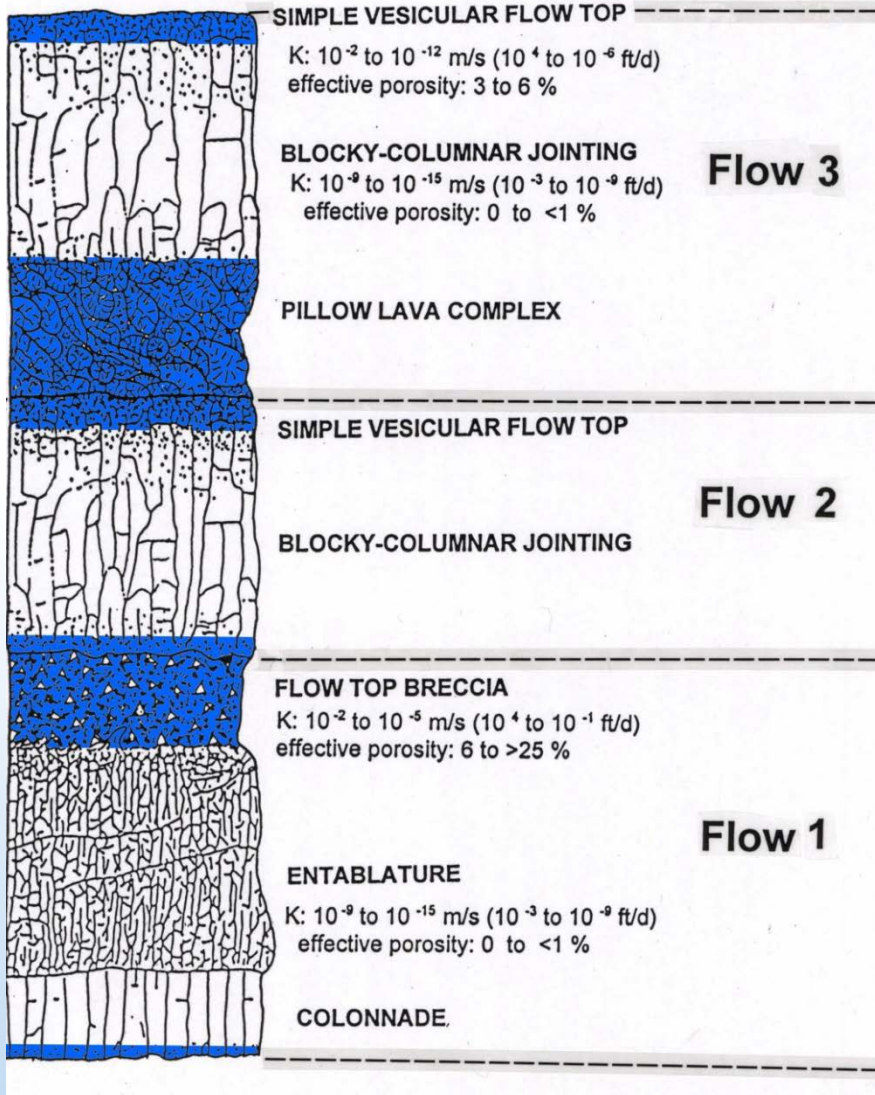 SIMPLE VESICULAR FLOW TOP
K: 10⁻² to 10⁻¹² m/s (10⁴ to 10⁻⁶ ft/d)
effective porosity: 3 to 6 %
BLOCKY-COLUMNAR JOINTING
K: 10⁻⁹ to 10⁻¹⁵ m/s (10⁻³ to 10⁻⁹ ft/d)
effective porosity: 0 to <1 %
Flow 3
PILLOW LAVA COMPLEX
SIMPLE VESICULAR FLOW TOP
Flow 2
BLOCKY-COLUMNAR JOINTING
FLOW TOP BRECCIA
K: 10⁻² to 10⁻⁵ m/s (10⁴ to 10⁻¹ ft/d)
effective porosity: 6 to >25 %
Flow 1
ENTABLATURE
K: 10⁻⁹ to 10⁻¹⁵ m/s (10⁻³ to 10⁻⁹ ft/d)
effective porosity: 0 to <1 %
COLONNADE